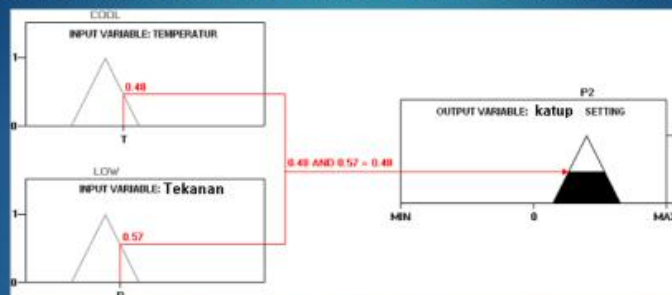 COOL
INPUT VARIABLE: TEMPERATUR
1
0.48
0
T
P2
OUTPUT VARIABLE: katup SETTING
0.48 AND 0.57 = 0.48
MIN
0
MAX
LOW
INPUT VARIABLE: Tekanan
1
0.57
0